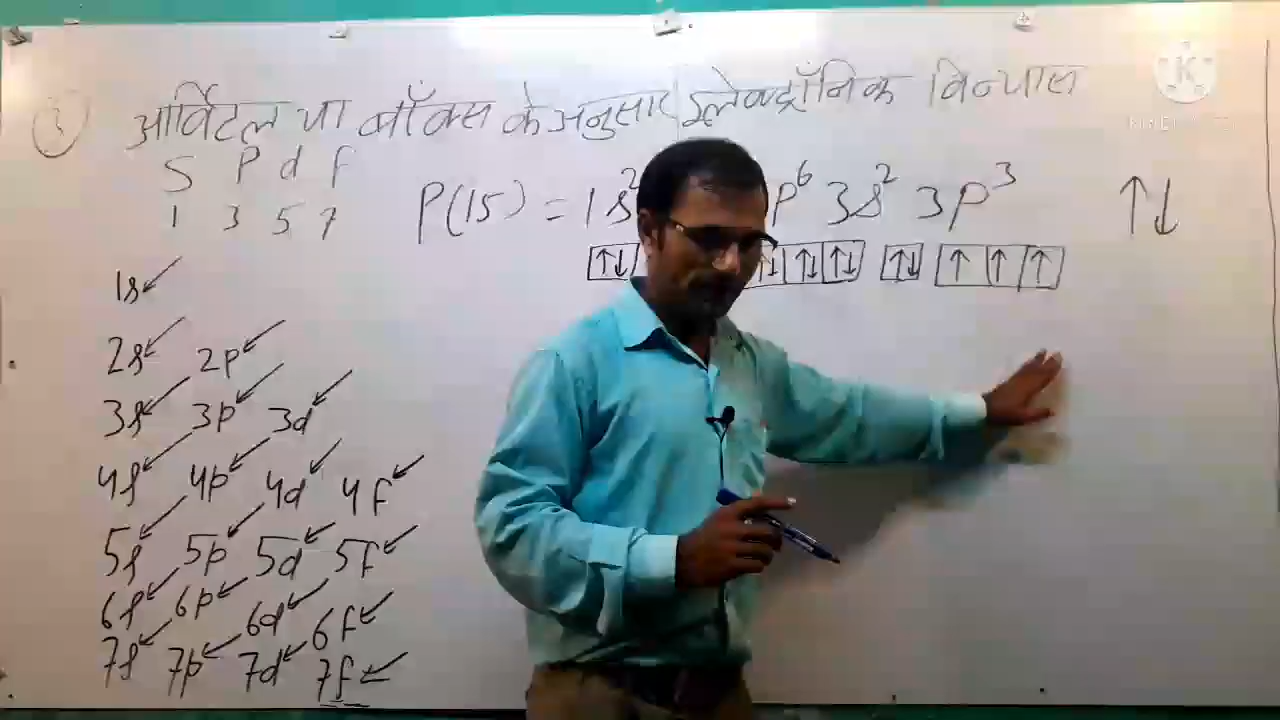 3 ऑर्विटल या बॉक्स के अनुसार इलेक्ट्रॉनिक विन्यास
S P d f
1 3 5 7
P(15) = 1s² p⁶ 3s² 3p³ ↑↓
↑↓ ↑↓ ↑↓ ↑↓ ↑↓ ↑ ↑ ↑
1s
2s 2p
3s 3p 3d
4s 4p 4d 4f
5s 5p 5d 5f
6s 6p 6d 6f
7s 7p 7d 7f
K